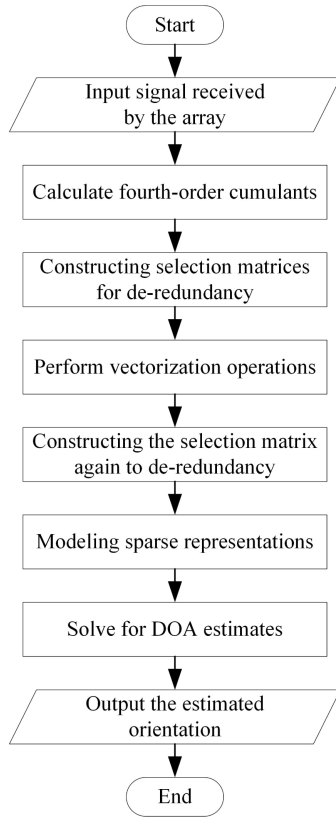 Start
Input signal received
by the array
Calculate fourth-order cumulants
Constructing selection matrices
for de-redundancy
Perform vectorization operations
Constructing the selection matrix
again to de-redundancy
Modeling sparse representations
Solve for DOA estimates
Output the estimated
orientation
End